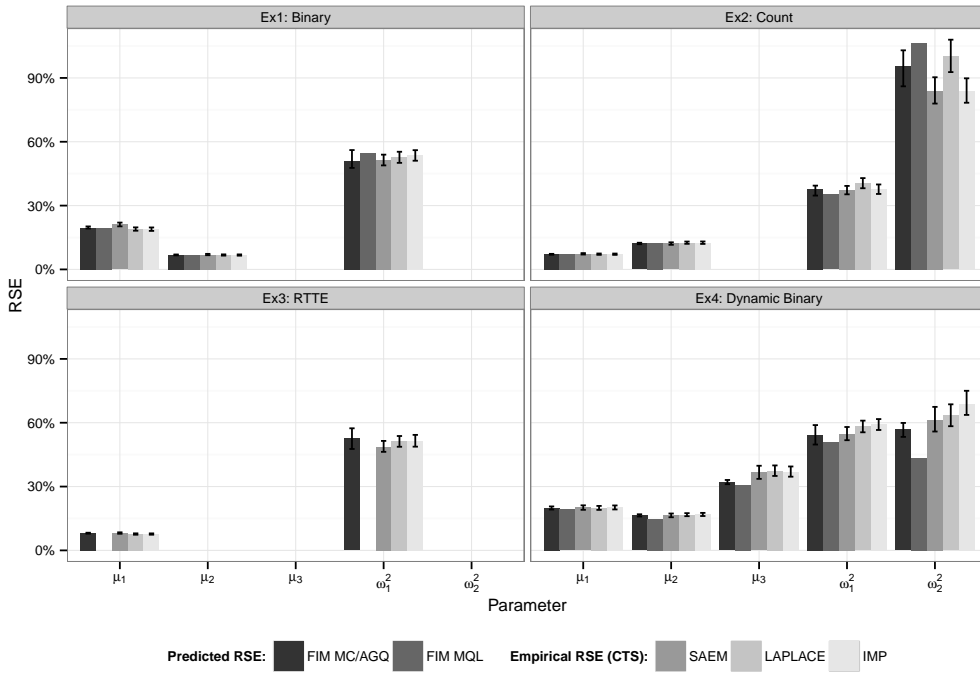 Ex1: Binary
Ex2: Count
90%
60%
30%
0%
Ex3: RTTE
Ex4: Dynamic Binary
90%
60%
30%
0%
RSE
μ1 μ2 μ3 ω1² ω2²
μ1 μ2 μ3 ω1² ω2²
Parameter
Predicted RSE: FIM MC/AGQ FIM MQL Empirical RSE (CTS): SAEM LAPLACE IMP